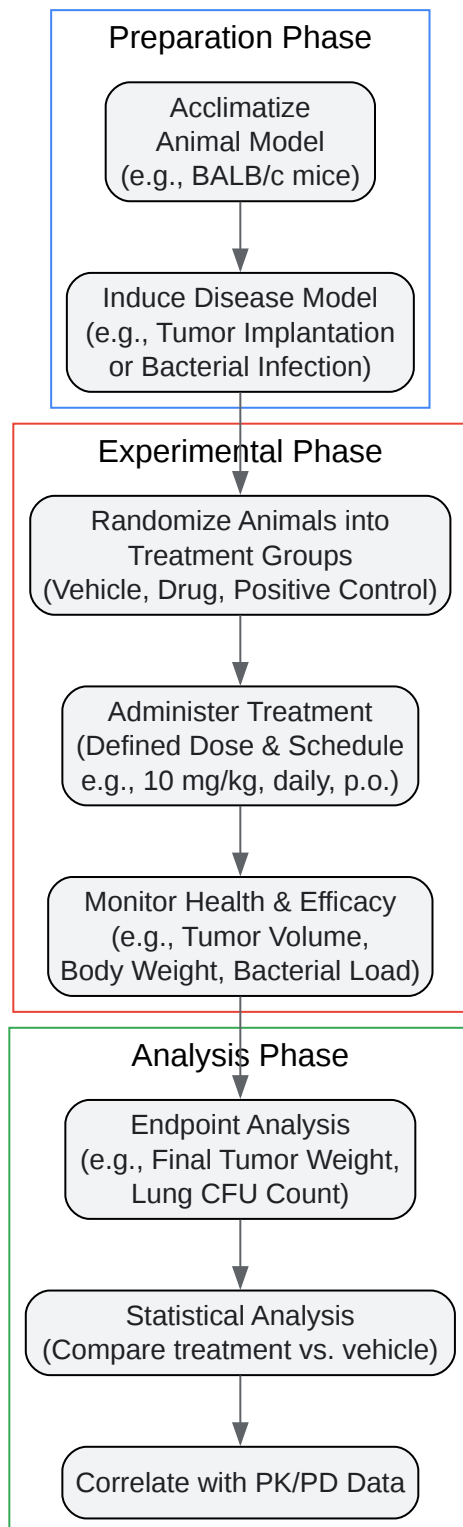 Preparation Phase
Acclimatize
Animal Model
(e.g., BALB/c mice)
Induce Disease Model
(e.g., Tumor Implantation
or Bacterial Infection)
Experimental Phase
Randomize Animals into
Treatment Groups
(Vehicle, Drug, Positive Control)
Administer Treatment
(Defined Dose & Schedule
e.g., 10 mg/kg, daily, p.o.)
Monitor Health & Efficacy
(e.g., Tumor Volume,
Body Weight, Bacterial Load)
Analysis Phase
Endpoint Analysis
(e.g., Final Tumor Weight,
Lung CFU Count)
Statistical Analysis
(Compare treatment vs. vehicle)
Correlate with PK/PD Data